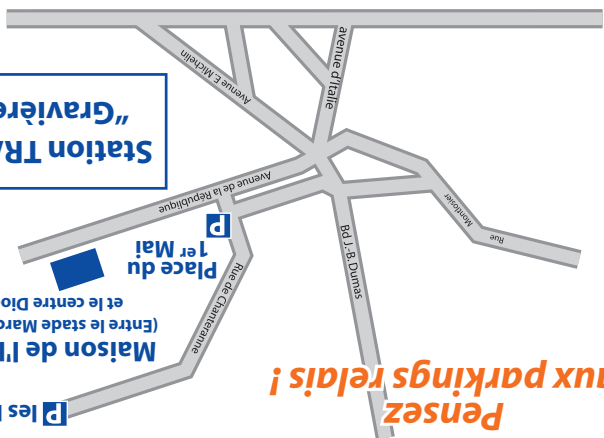 Pensez
aux parkings relais !
P les
Maison de l'
(Entre le stade Marc
et le centre Dio
Rue de Chanteranne
Place du
1er Mai
P
Bd J.-B. Dumas
Rue Montlosier
Avenue de la République
Station TR
"Gravière
Avenue E. Michelin
avenue d'Italie